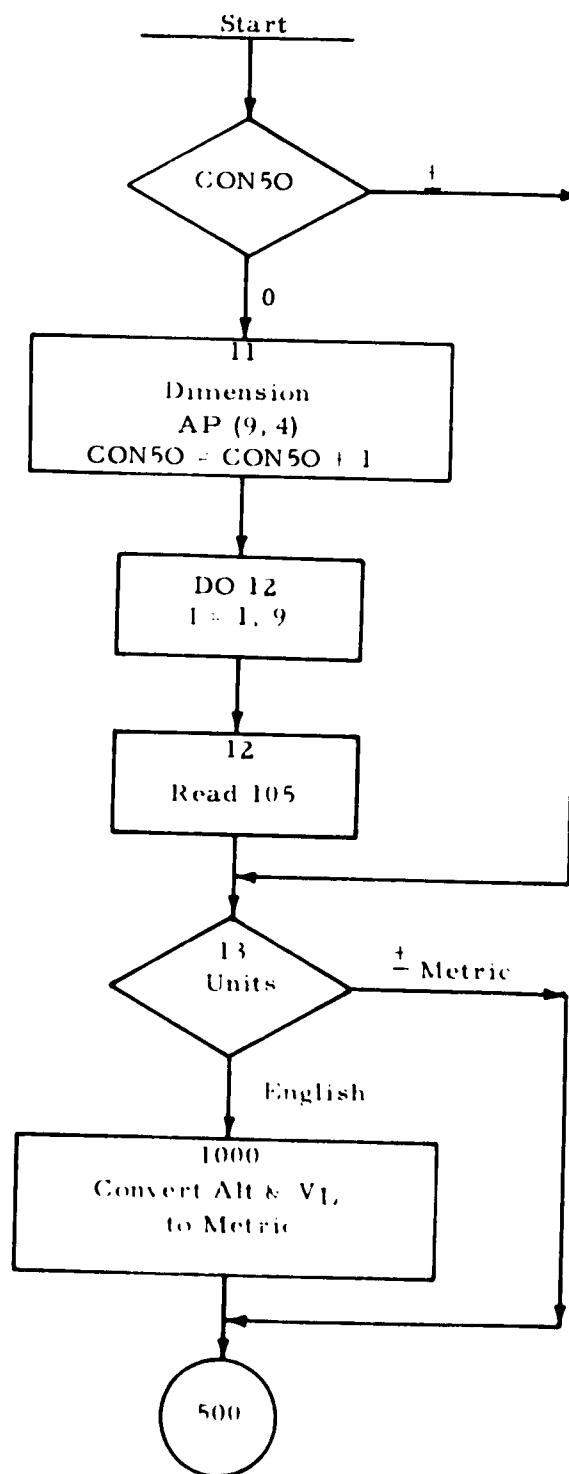 Start
CON5O
±
0
11
Dimension
AP (9, 4)
CON5O = CON5O + 1
DO 12
I = 1, 9
12
Read 105
13
Units
± Metric
English
1000
Convert Alt & VL
to Metric
500